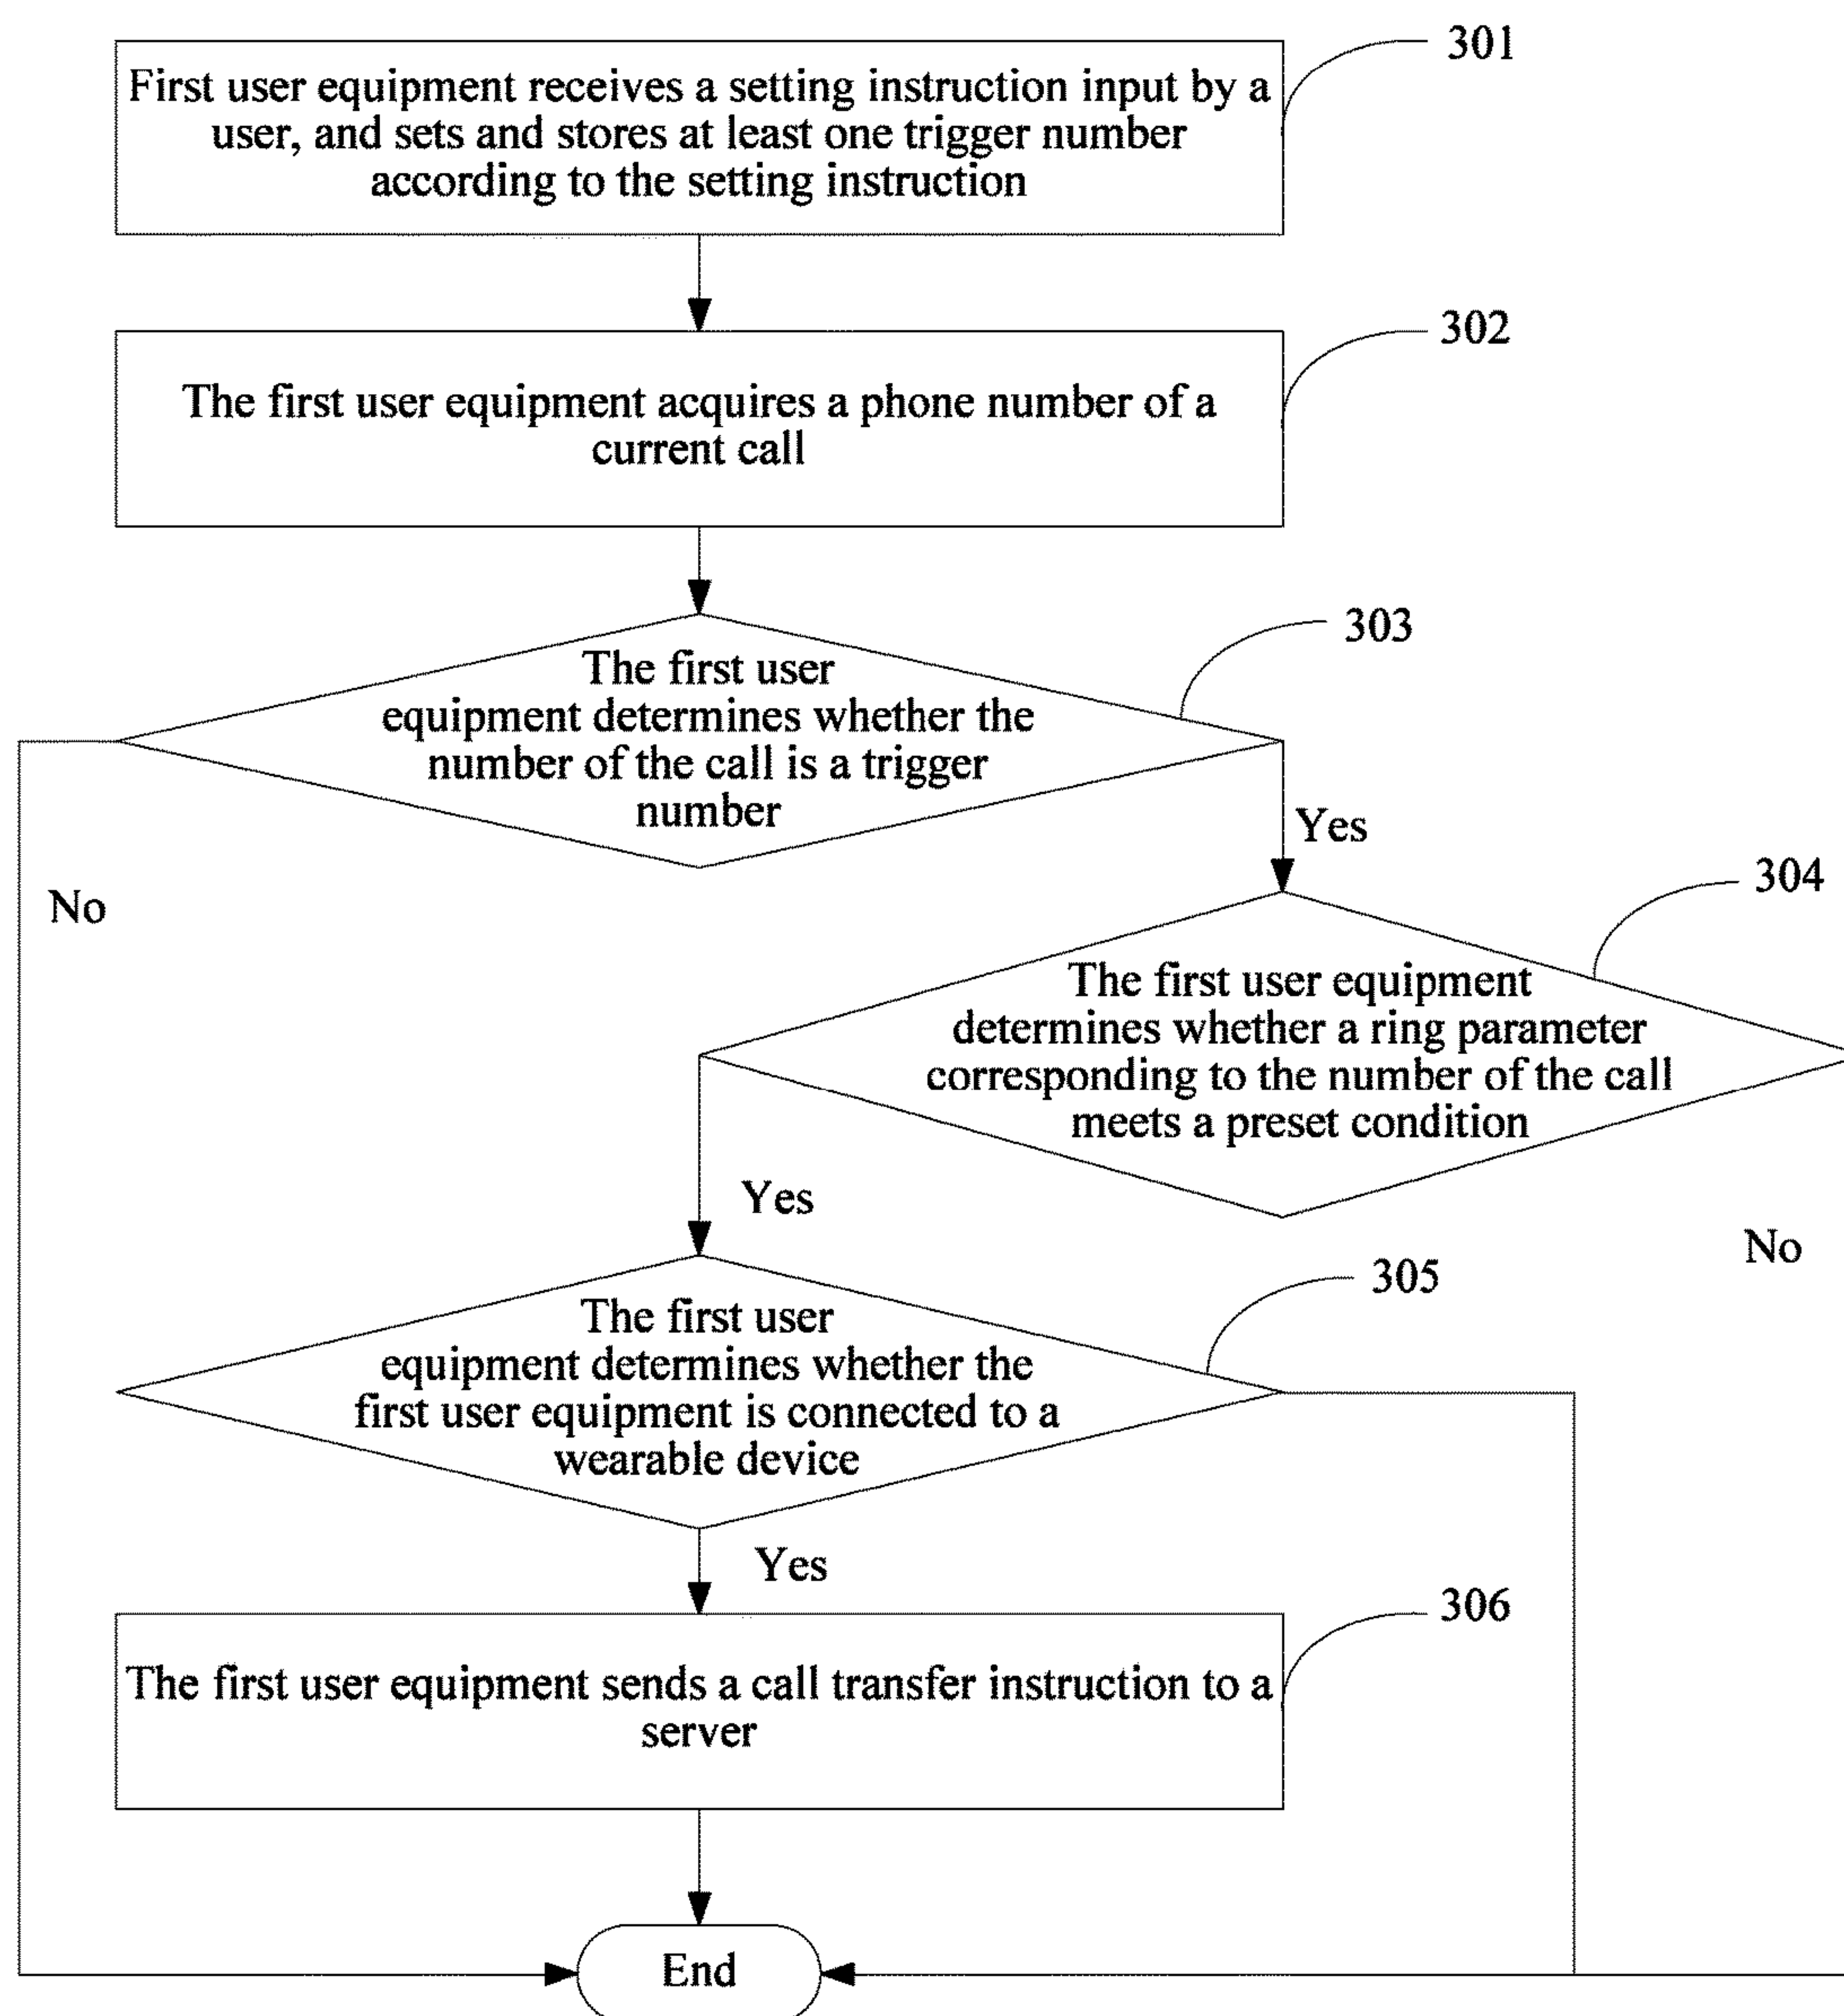 301
First user equipment receives a setting instruction input by a
user, and sets and stores at least one trigger number
according to the setting instruction
302
The first user equipment acquires a phone number of a
current call
303
The first user
equipment determines whether the
number of the call is a trigger
number
Yes
No
304
The first user equipment
determines whether a ring parameter
corresponding to the number of the call
meets a preset condition
Yes
No
305
The first user
equipment determines whether the
first user equipment is connected to a
wearable device
Yes
306
The first user equipment sends a call transfer instruction to a
server
End